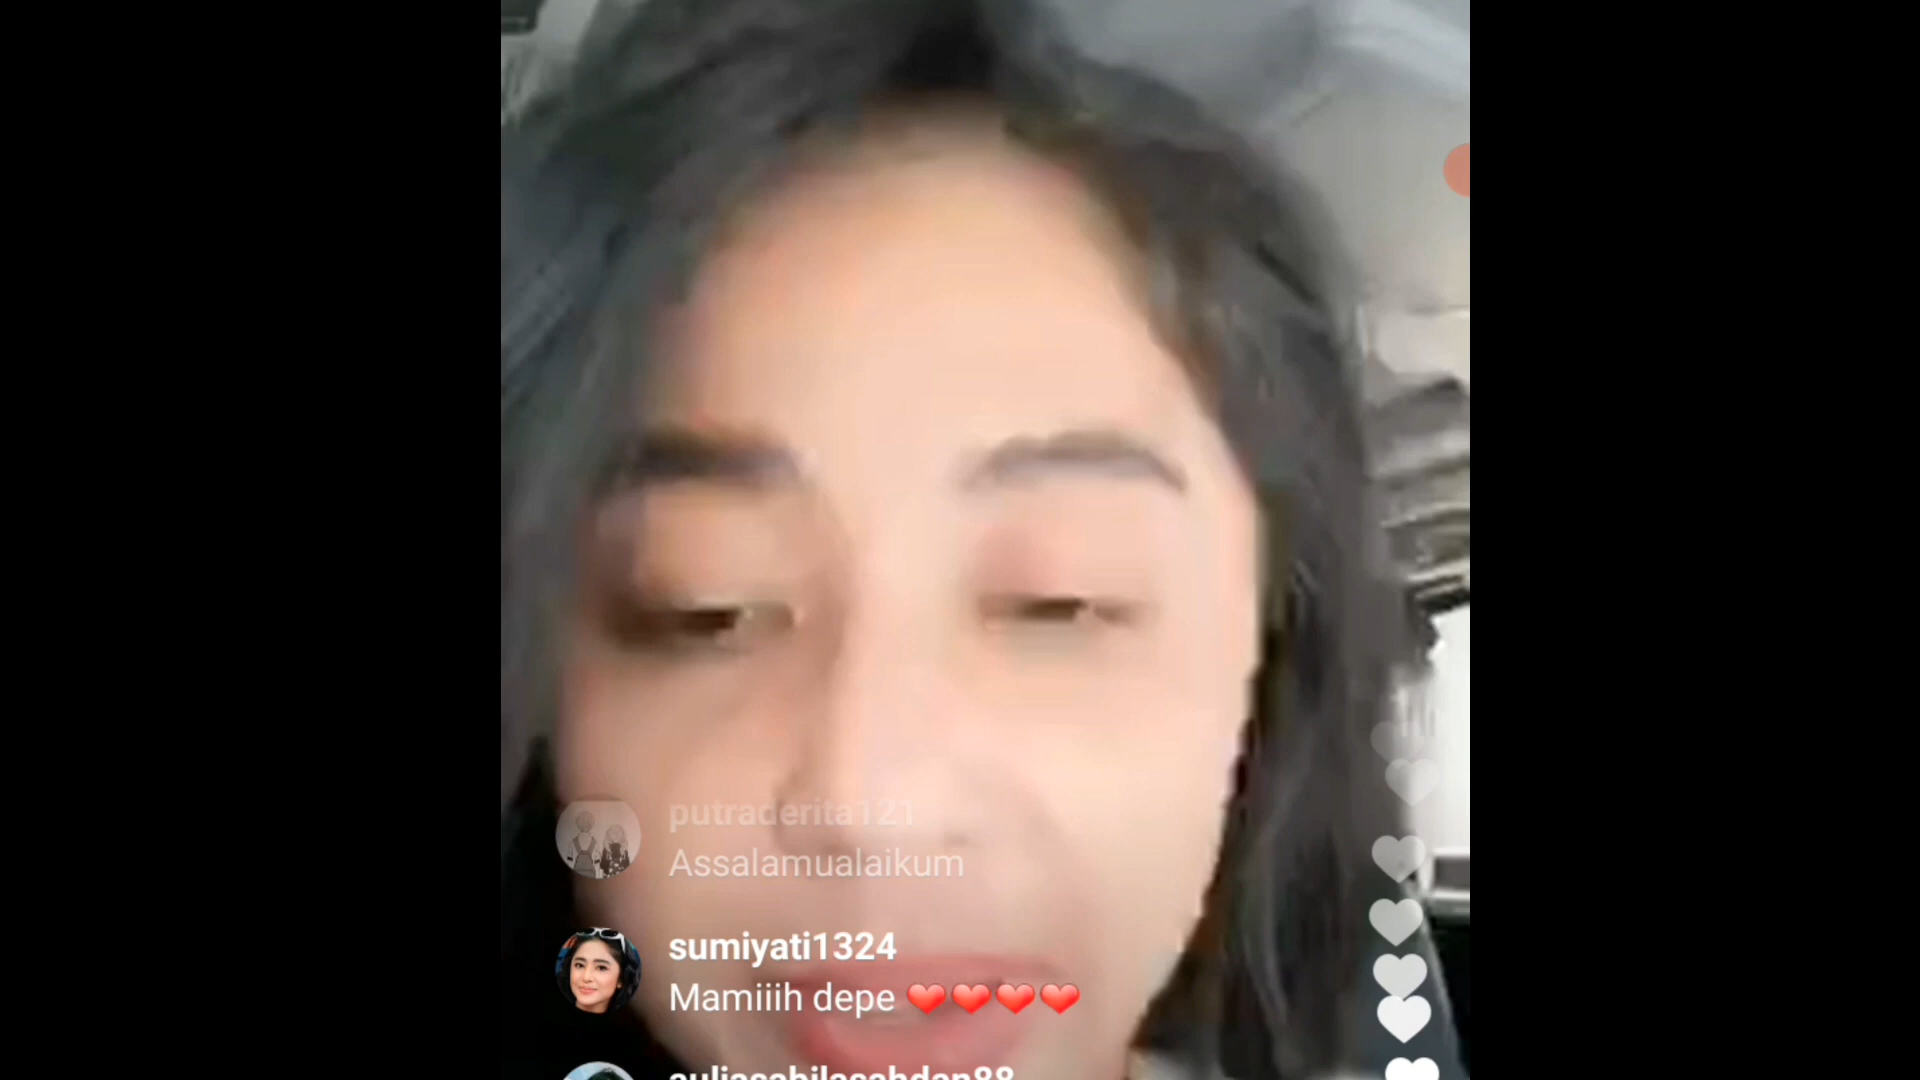 putraderita121
Assalamualaikum
sumiyati1324
Mamiiih depe ❤❤❤❤